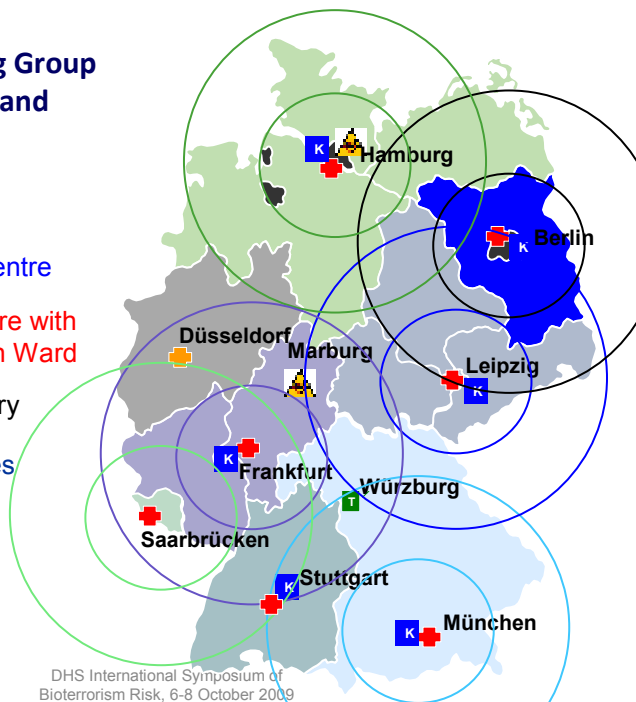 g Group
and
entre
re with
n Ward
ry
es
K
Hamburg
Berlin
K
Düsseldorf
Marburg
Leipzig
K
K
Frankfurt
Würzburg
T
Saarbrücken
K
Stuttgart
K
München
DHS International Symposium of
Bioterrorism Risk, 6-8 October 2009